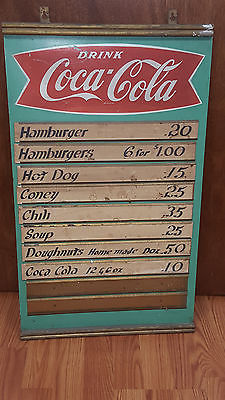 DRINK
Coca-Cola
Hamburger .20
Hamburgers 6 for $1.00
Hot Dog .15
Coney .25
Chili .35
Soup .25
Doughnuts Home made Doz .50
Coca Cola 12 oz .10